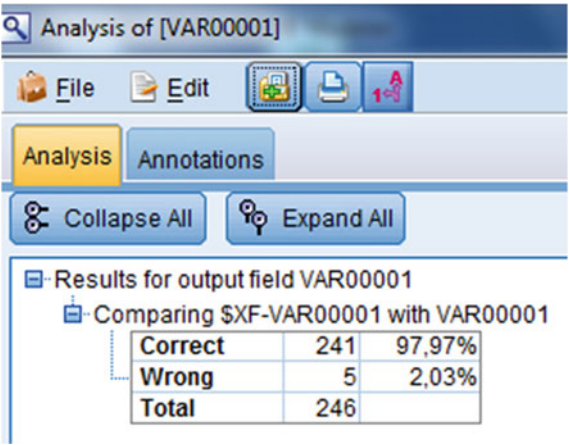 Analysis of [VAR00001]
File Edit
Analysis Annotations
Collapse All Expand All
Results for output field VAR00001
Comparing $XF-VAR00001 with VAR00001
Correct 241 97,97%
Wrong 5 2,03%
Total 246